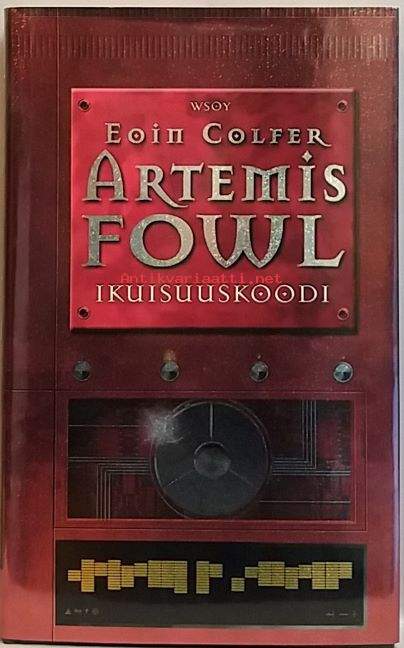 WSOY
EOIN COLFER
ARTEMIS
FOWL
Antikvariaatti.net
IKUISUUSKOODI